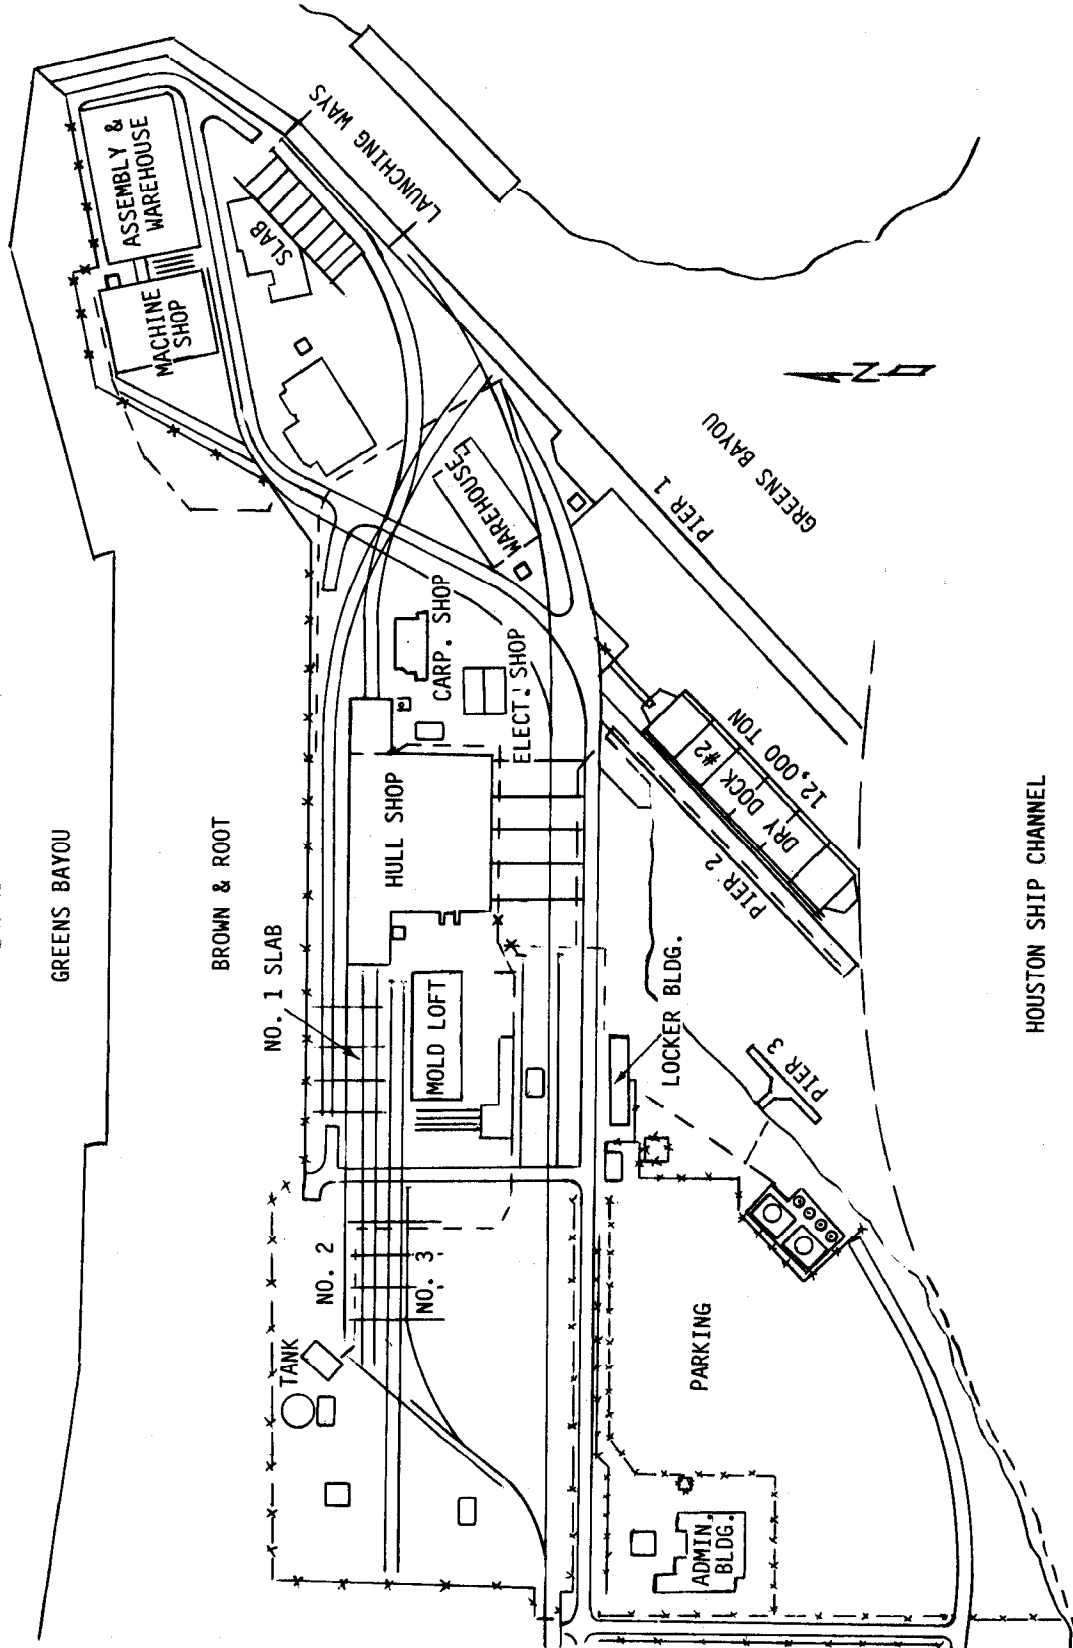 GREENS BAYOU
BROWN & ROOT
HOUSTON SHIP CHANNEL
ASSEMBLY &
WAREHOUSE
MACHINE
SHOP
SLAB
LAUNCHING WAYS
WAREHOUSE
GREENS BAYOU
PIER 1
N
CARP. SHOP
ELECT. SHOP
HULL SHOP
DRY DOCK #2
12,000 TON
PIER 2
NO. 1 SLAB
MOLD LOFT
LOCKER BLDG.
PIER 3
NO. 2
NO. 3
TANK
PARKING
ADMIN.
BLDG.